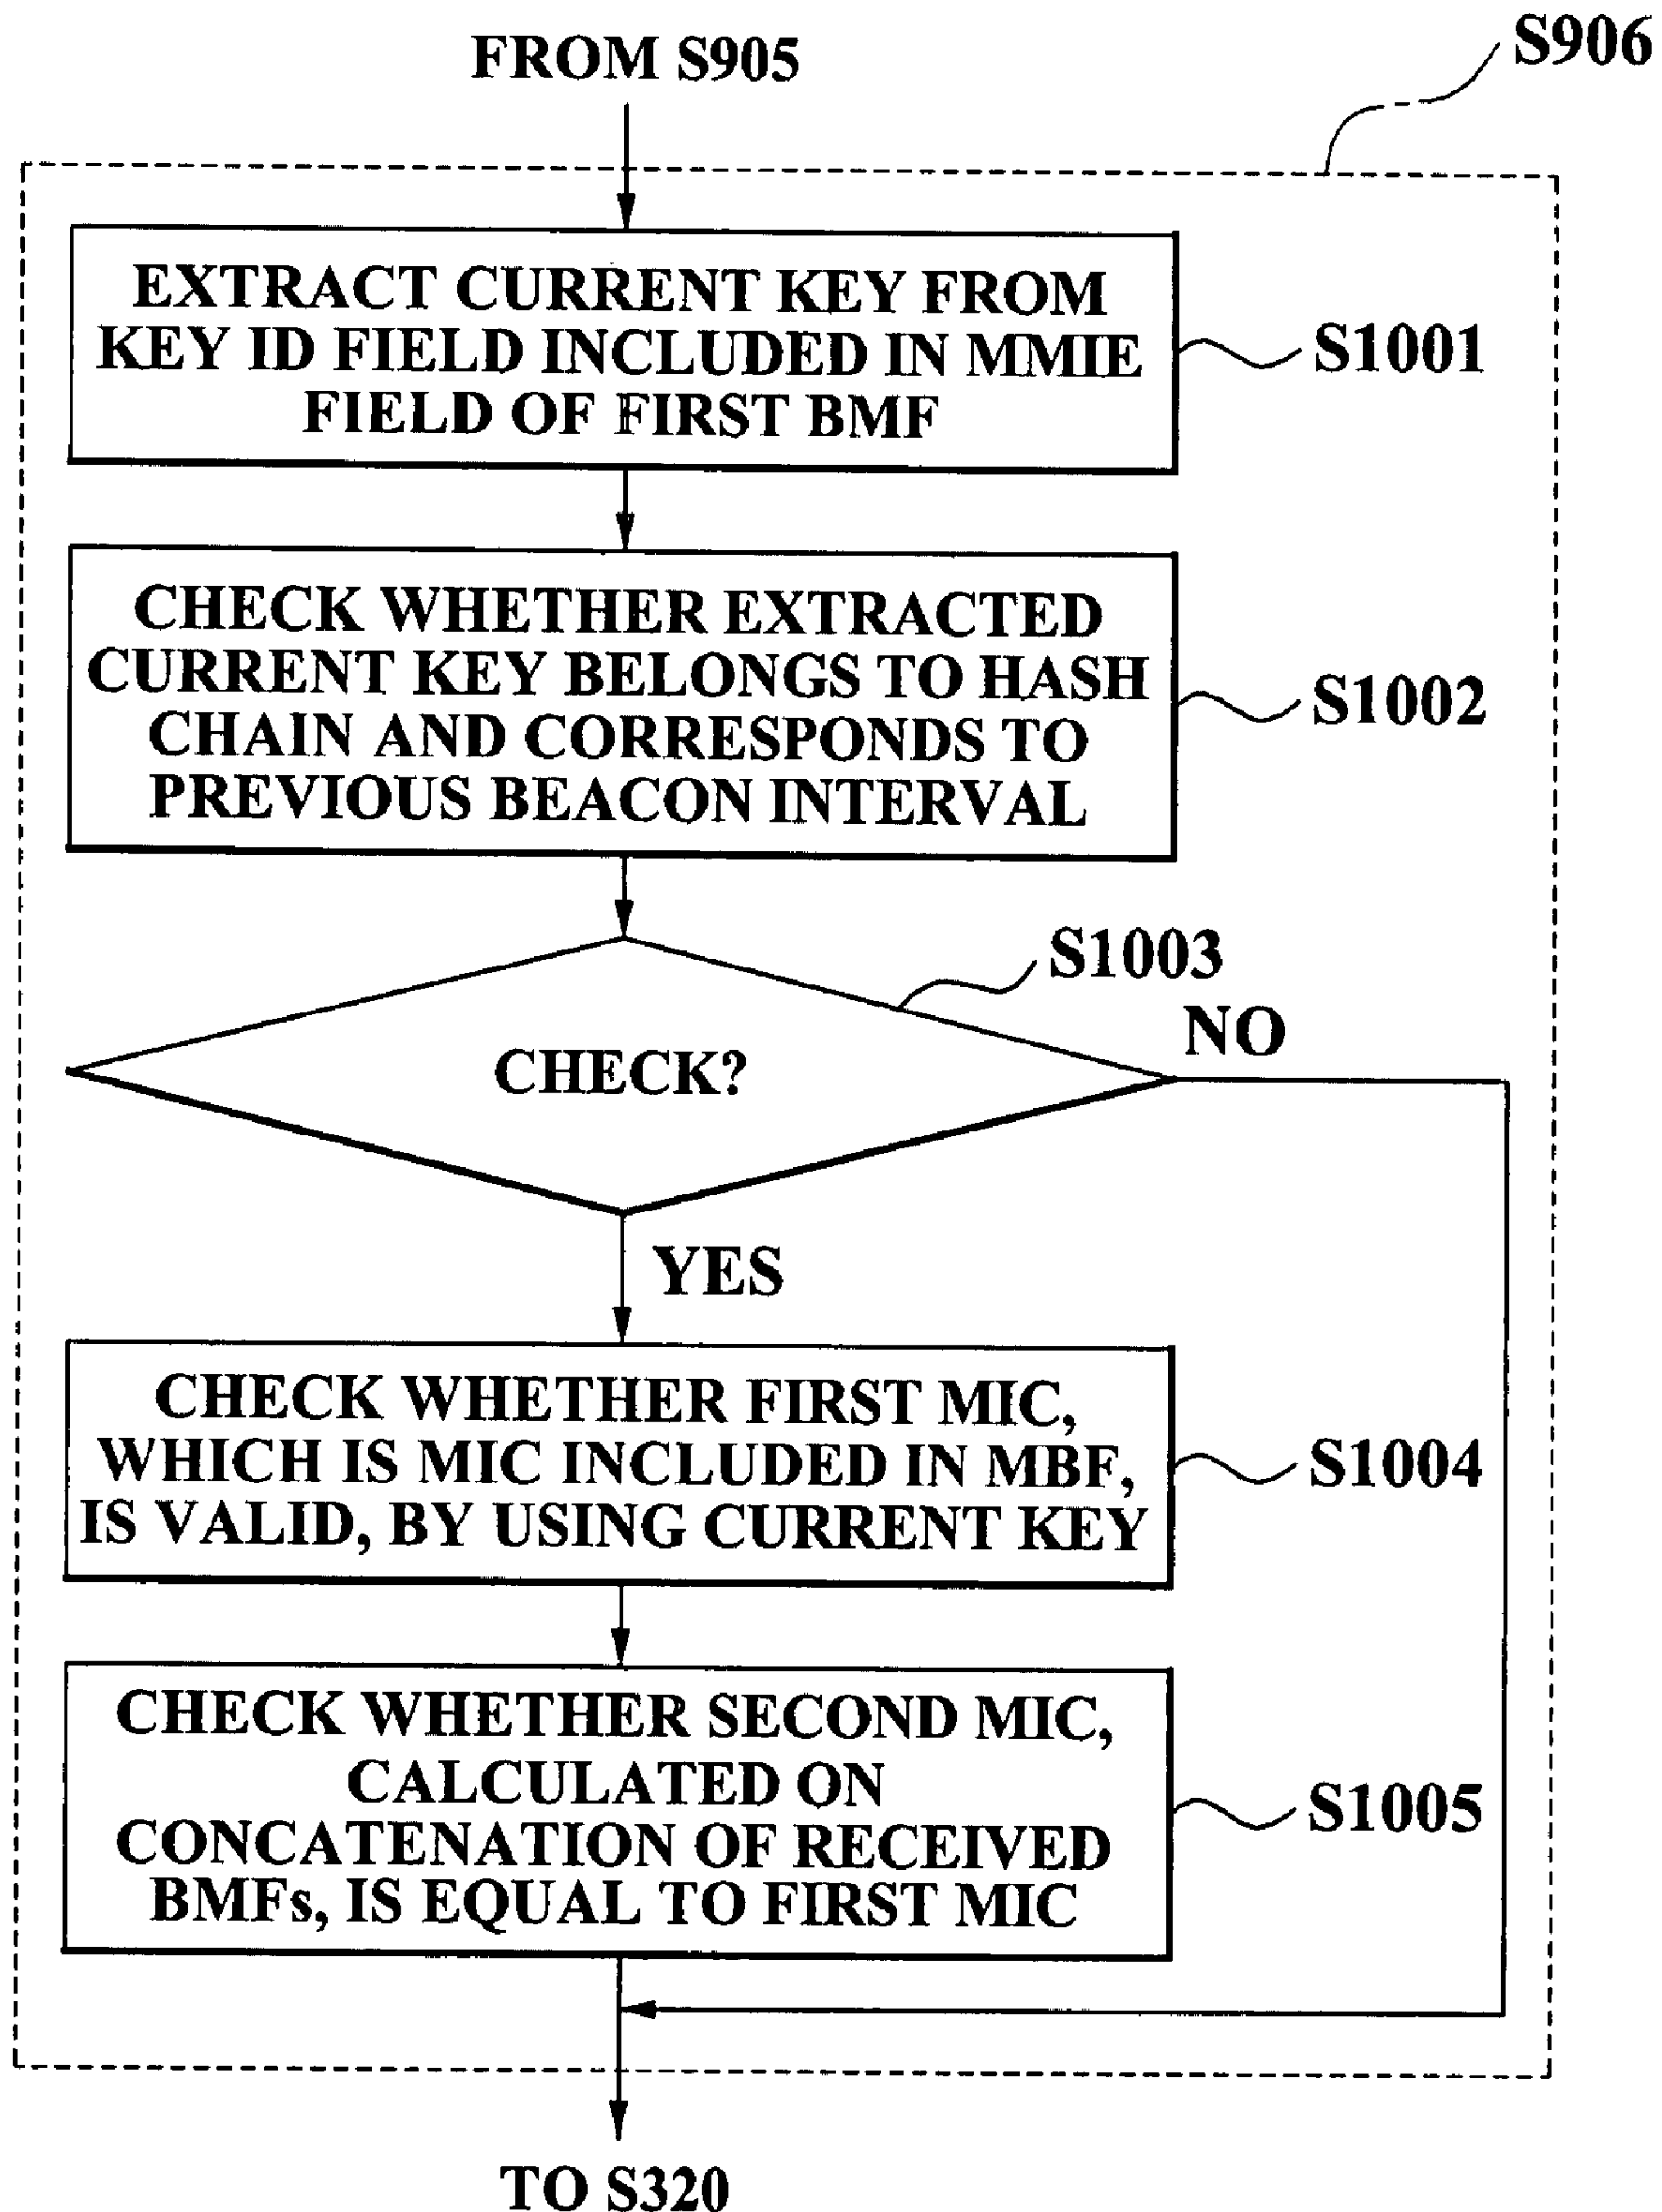 S906
FROM S905
EXTRACT CURRENT KEY FROM
KEY ID FIELD INCLUDED IN MMIE
FIELD OF FIRST BMF
S1001
CHECK WHETHER EXTRACTED
CURRENT KEY BELONGS TO HASH
CHAIN AND CORRESPONDS TO
PREVIOUS BEACON INTERVAL
S1002
S1003
CHECK?
NO
YES
CHECK WHETHER FIRST MIC,
WHICH IS MIC INCLUDED IN MBF,
IS VALID, BY USING CURRENT KEY
S1004
CHECK WHETHER SECOND MIC,
CALCULATED ON
CONCATENATION OF RECEIVED
BMFs, IS EQUAL TO FIRST MIC
S1005
TO S320